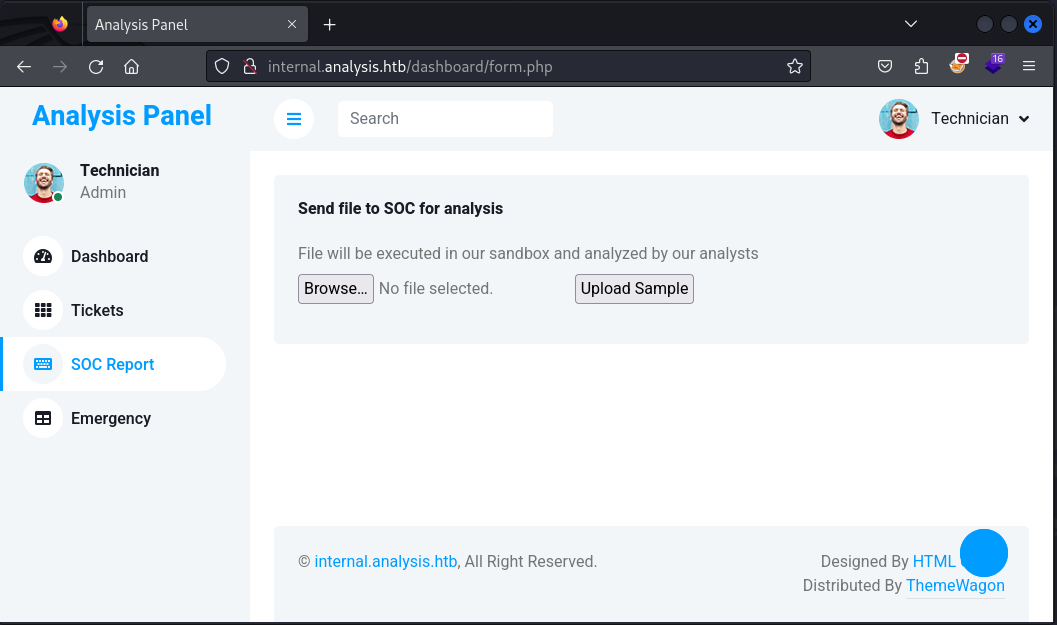 Analysis Panel
internal.analysis.htb/dashboard/form.php
16
Analysis Panel
Search
Technician
Technician
Admin
Dashboard
Tickets
SOC Report
Emergency
Send file to SOC for analysis
File will be executed in our sandbox and analyzed by our analysts
Browse... No file selected. Upload Sample
© internal.analysis.htb, All Right Reserved.
Designed By HTML
Distributed By ThemeWagon